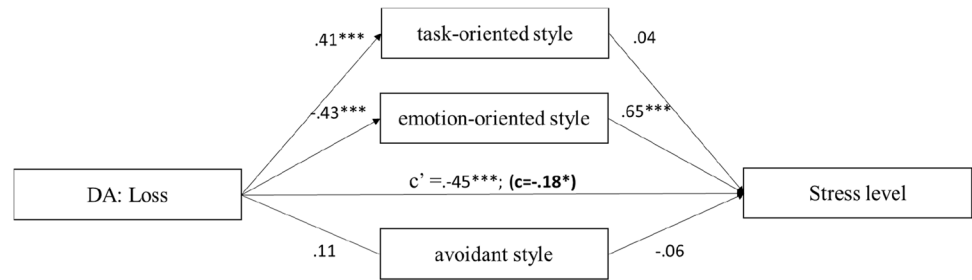 task-oriented style
.41***
.04
-.43***
emotion-oriented style
.65***
DA: Loss
c’ =.-45***; (c=-.18*)
Stress level
.11
avoidant style
-.06